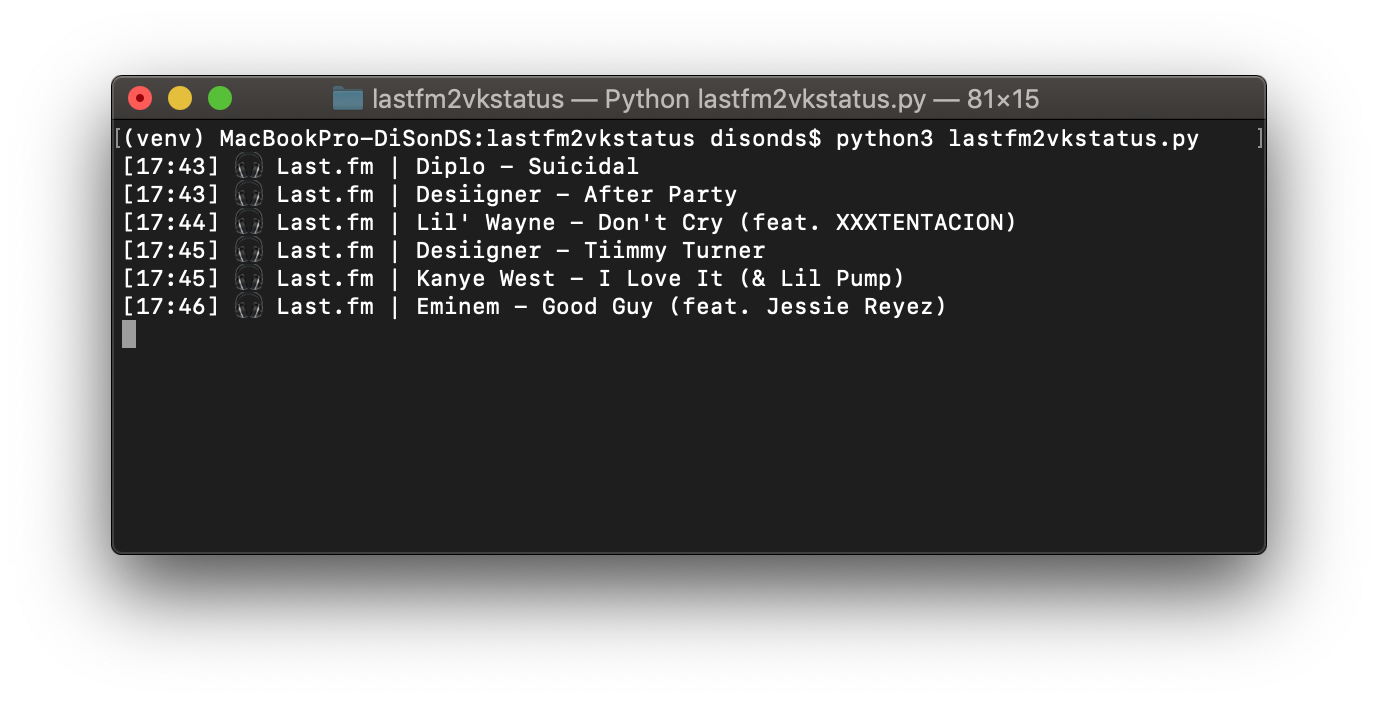 lastfm2vkstatus — Python lastfm2vkstatus.py — 81×15
[(venv) MacBookPro-DiSonDS:lastfm2vkstatus disonds$ python3 lastfm2vkstatus.py ]
[17:43] 🎧 Last.fm | Diplo – Suicidal
[17:43] 🎧 Last.fm | Desiigner – After Party
[17:44] 🎧 Last.fm | Lil' Wayne – Don't Cry (feat. XXXTENTACION)
[17:45] 🎧 Last.fm | Desiigner – Tiimmy Turner
[17:45] 🎧 Last.fm | Kanye West – I Love It (& Lil Pump)
[17:46] 🎧 Last.fm | Eminem – Good Guy (feat. Jessie Reyez)